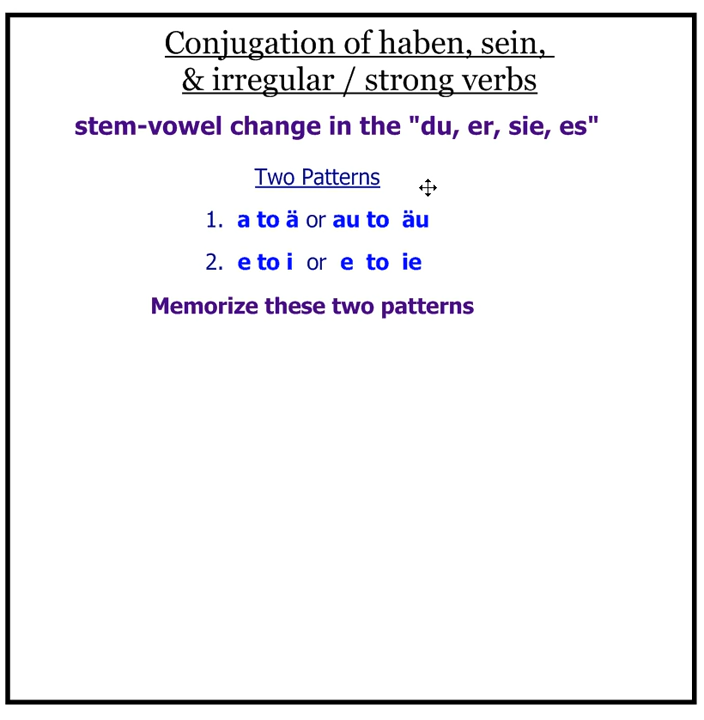 Conjugation of haben, sein,
& irregular / strong verbs
stem-vowel change in the "du, er, sie, es"
Two Patterns
1. a to ä or au to äu
2. e to i or e to ie
Memorize these two patterns